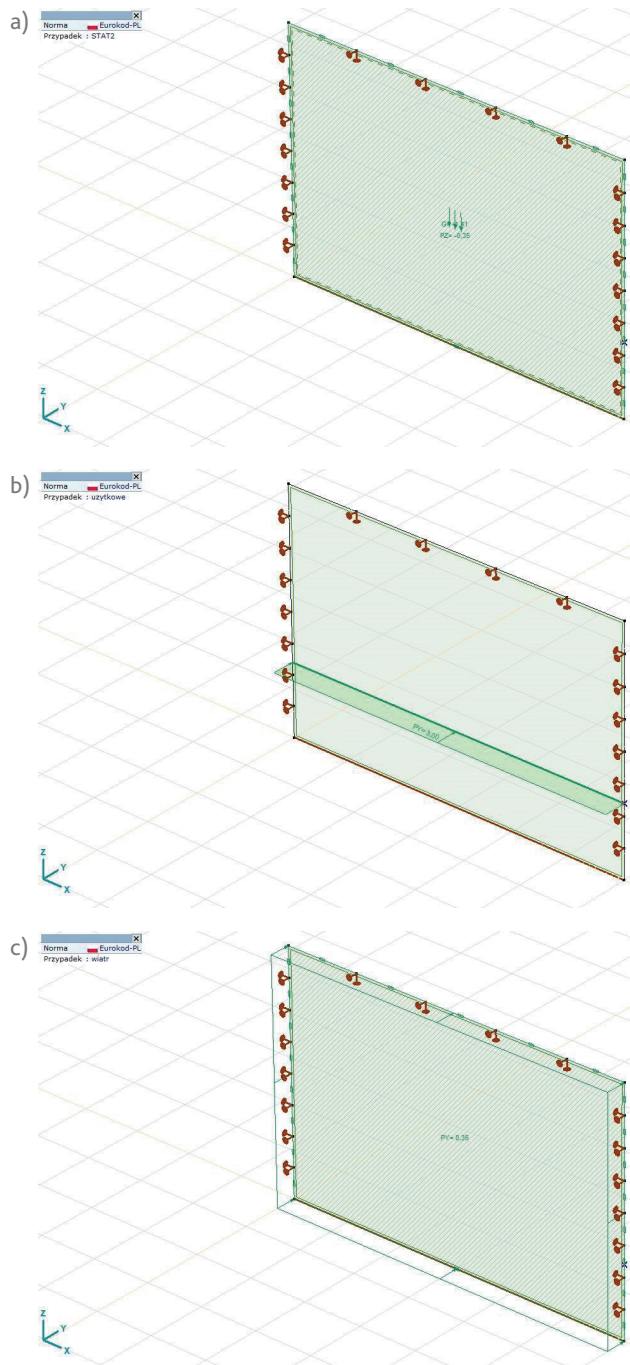 a)
Norma Eurokod-PL
Przypadek : STAT2
PZ= -0,35
Z
Y
X
b)
Norma Eurokod-PL
Przypadek : uzytkowe
PY= 3,00
Z
Y
X
c)
Norma Eurokod-PL
Przypadek : wiatr
PY= 0,35
Z
Y
X